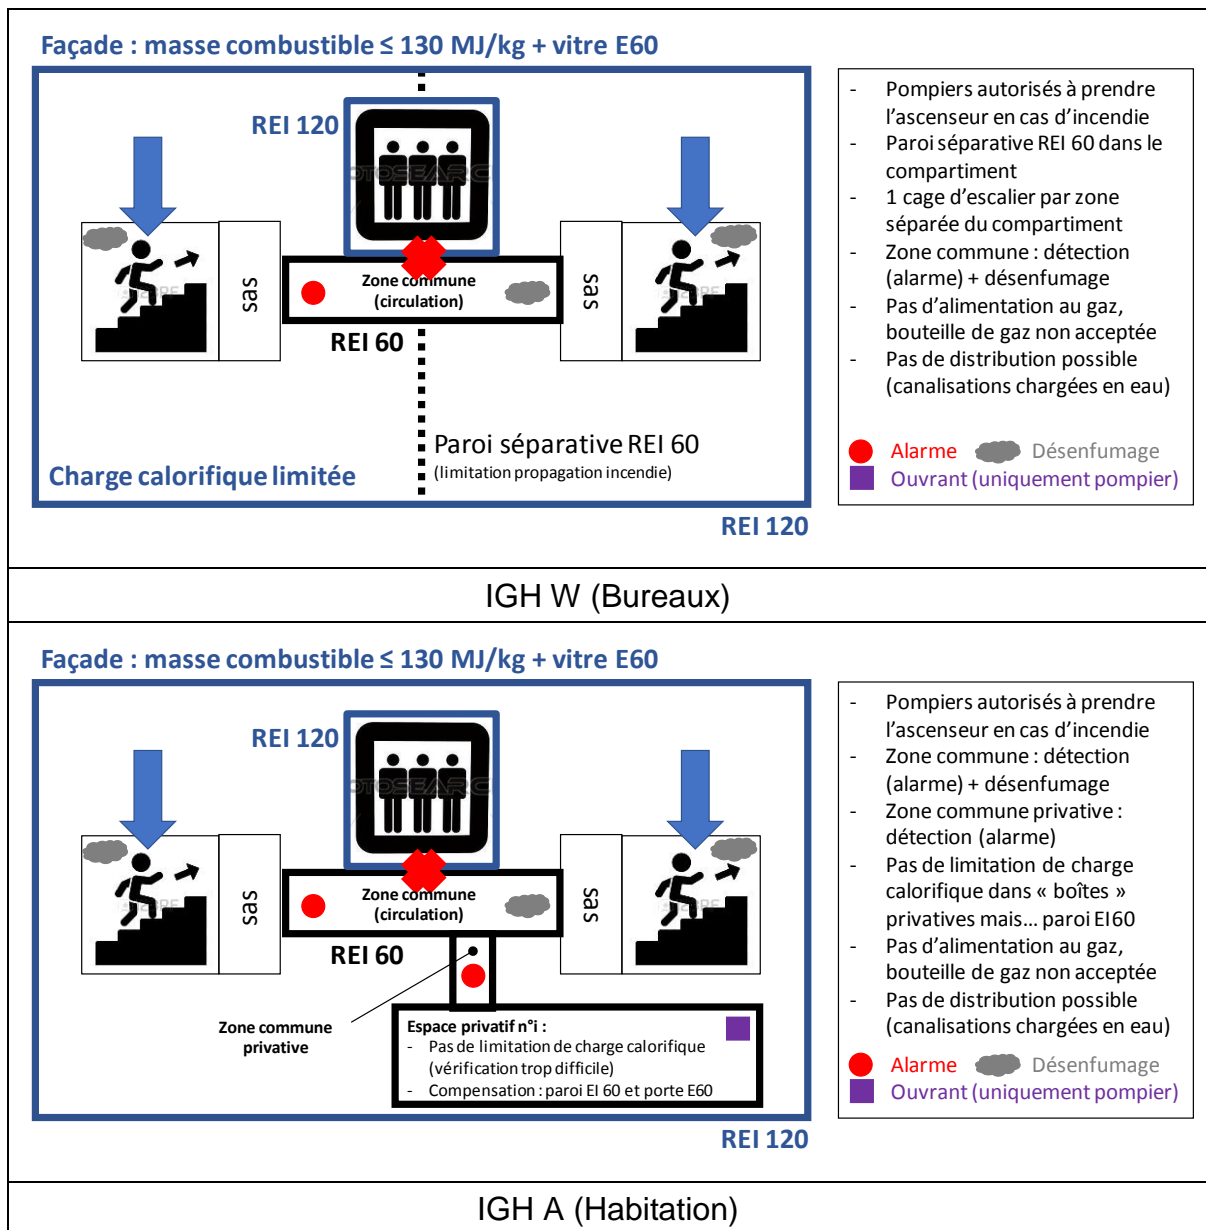 Façade : masse combustible ≤ 130 MJ/kg + vitre E60
REI 120
sas
Zone commune
(circulation)
sas
REI 60
Paroi séparative REI 60
(limitation propagation incendie)
Charge calorifique limitée
REI 120
- Pompiers autorisés à prendre
l’ascenseur en cas d’incendie
- Paroi séparative REI 60 dans le
compartiment
- 1 cage d’escalier par zone
séparée du compartiment
- Zone commune : détection
(alarme) + désenfumage
- Pas d’alimentation au gaz,
bouteille de gaz non acceptée
- Pas de distribution possible
(canalisations chargées en eau)
Alarme Désenfumage
Ouvrant (uniquement pompier)
IGH W (Bureaux)
Façade : masse combustible ≤ 130 MJ/kg + vitre E60
REI 120
sas
Zone commune
(circulation)
sas
REI 60
Zone commune
privative
Espace privatif n°i :
- Pas de limitation de charge calorifique
(vérification trop difficile)
- Compensation : paroi EI 60 et porte E60
REI 120
- Pompiers autorisés à prendre
l’ascenseur en cas d’incendie
- Zone commune : détection
(alarme) + désenfumage
- Zone commune privative :
détection (alarme)
- Pas de limitation de charge
calorifique dans « boîtes »
privatives mais... paroi EI60
- Pas d’alimentation au gaz,
bouteille de gaz non acceptée
- Pas de distribution possible
(canalisations chargées en eau)
Alarme Désenfumage
Ouvrant (uniquement pompier)
IGH A (Habitation)